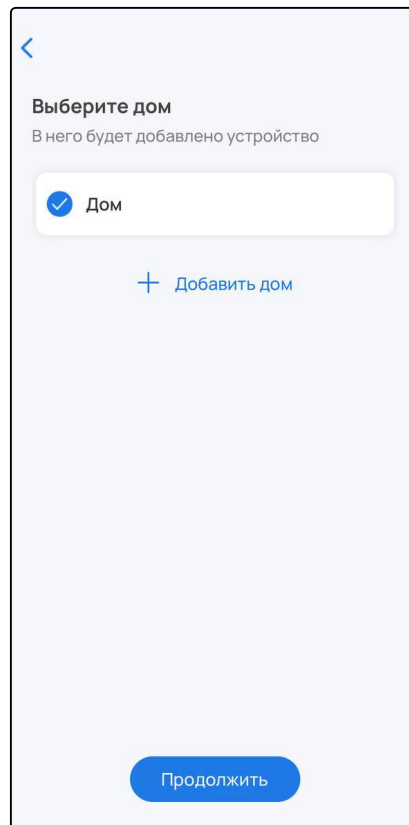 Выберите дом
В него будет добавлено устройство
Дом
Добавить дом
Продолжить